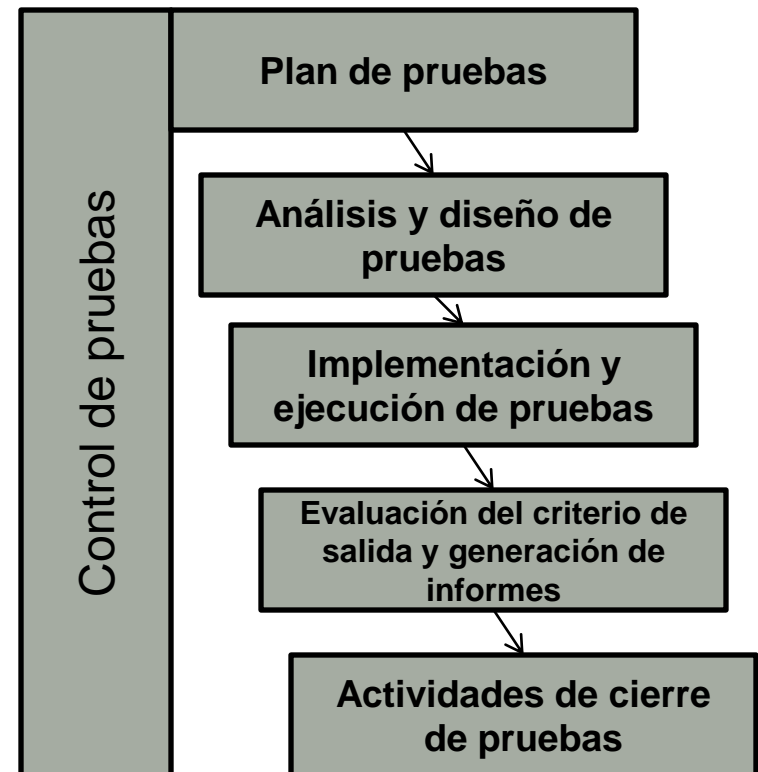 Control de pruebas
Plan de pruebas
Análisis y diseño de
pruebas
Implementación y
ejecución de pruebas
Evaluación del criterio de
salida y generación de
informes
Actividades de cierre
de pruebas